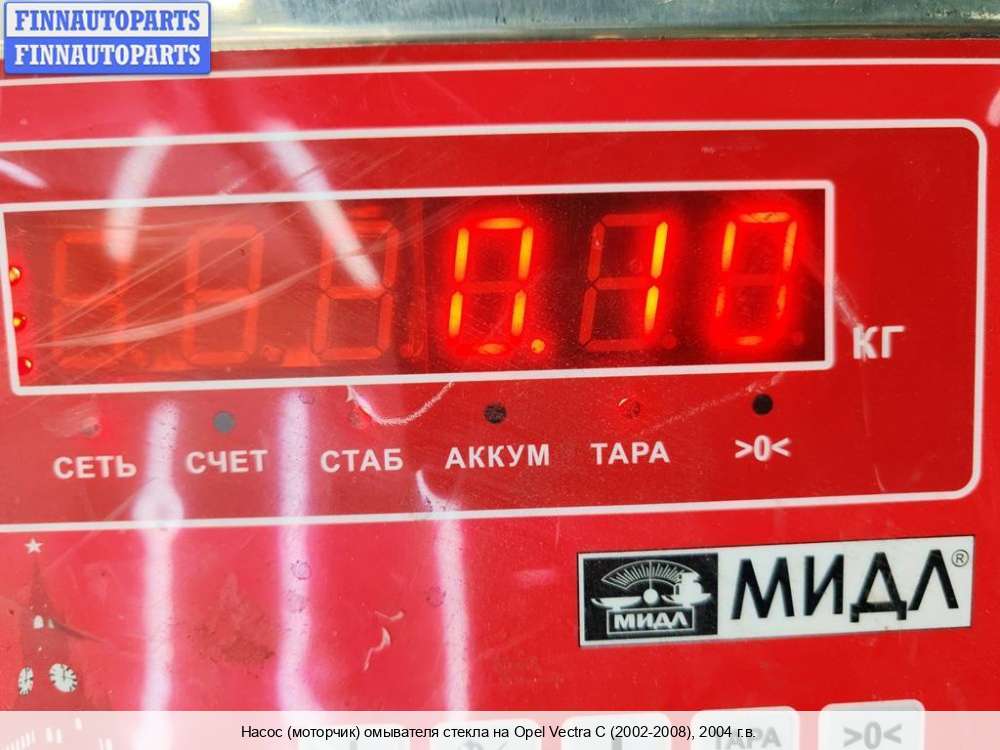 FINNAUTOPARTS
FINNAUTOPARTS
0.10
КГ
СЕТЬ СЧЕТ СТАБ АККУМ ТАРА >0<
МИДЛ МИДЛ®
ТАРА >0<
Насос (моторчик) омывателя стекла на Opel Vectra C (2002-2008), 2004 г.в.